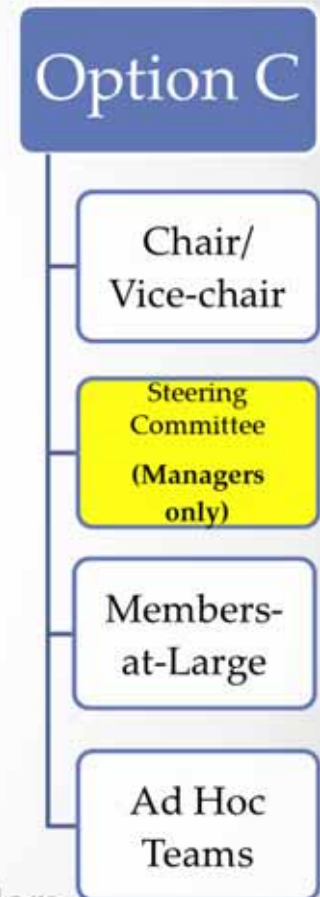 Option C
Chair/
Vice-chair
Steering
Committee
(Managers
only)
Members-
at-Large
Ad Hoc
Teams